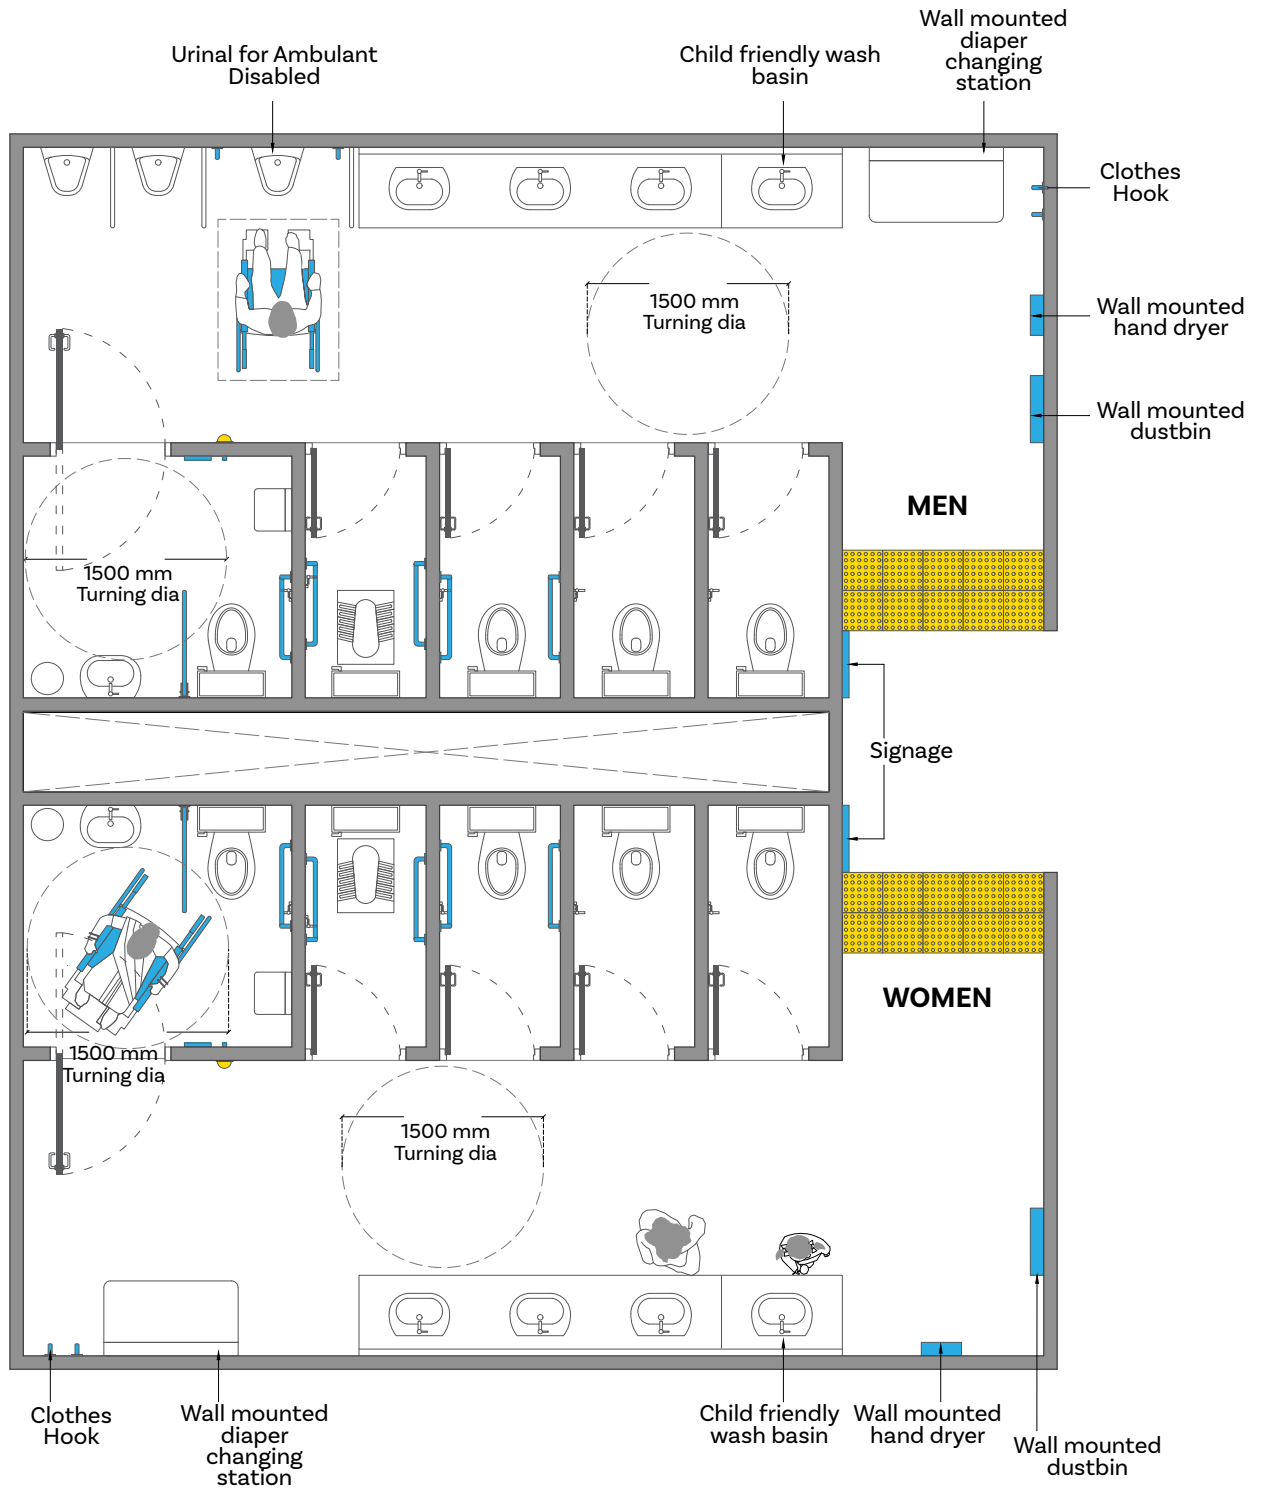 Wall mounted
diaper
changing
station
Urinal for Ambulant
Disabled
Child friendly wash
basin
Clothes
Hook
1500 mm
Turning dia
Wall mounted
hand dryer
Wall mounted
dustbin
MEN
1500 mm
Turning dia
Signage
WOMEN
1500 mm
Turning dia
1500 mm
Turning dia
Clothes
Hook
Wall mounted
diaper
changing
station
Child friendly
wash basin
Wall mounted
hand dryer
Wall mounted
dustbin